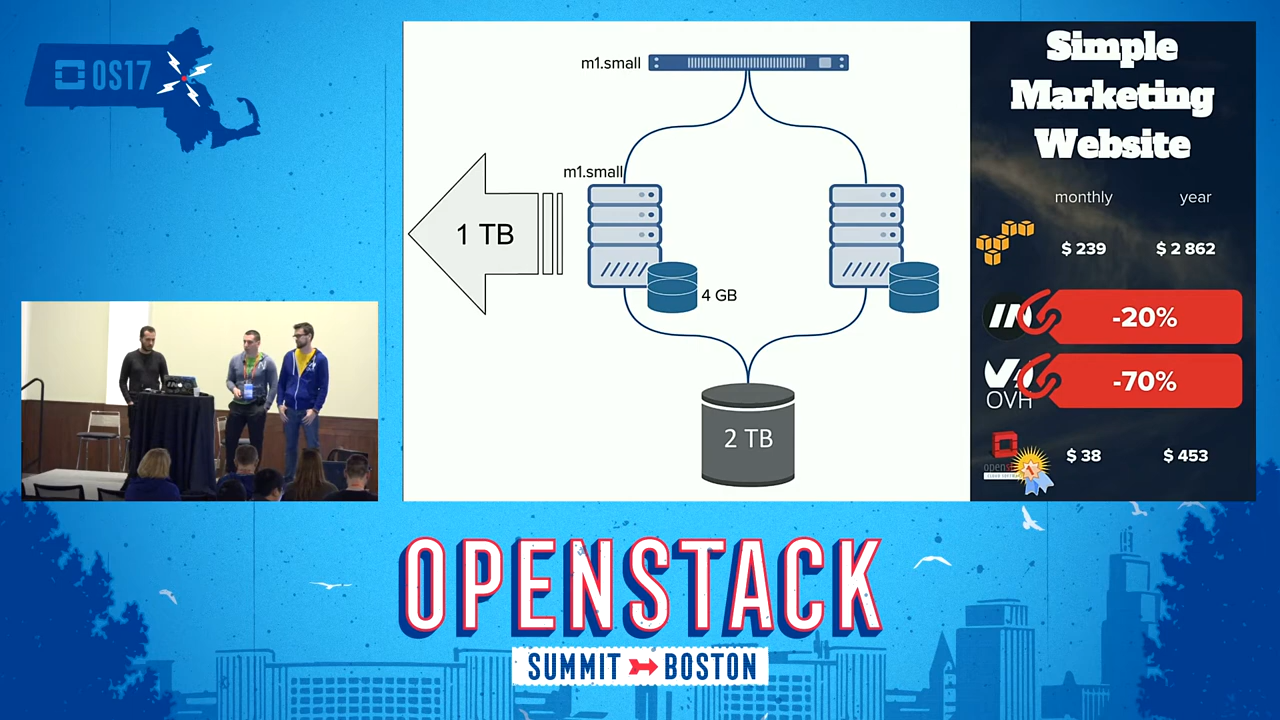 OS17
m1.small
m1.small
1 TB
4 GB
2 TB
Simple
Marketing
Website
monthly year
$ 239 $ 2 862
-20%
-70%
OVH
$ 38 $ 453
OPENSTACK
SUMMIT BOSTON